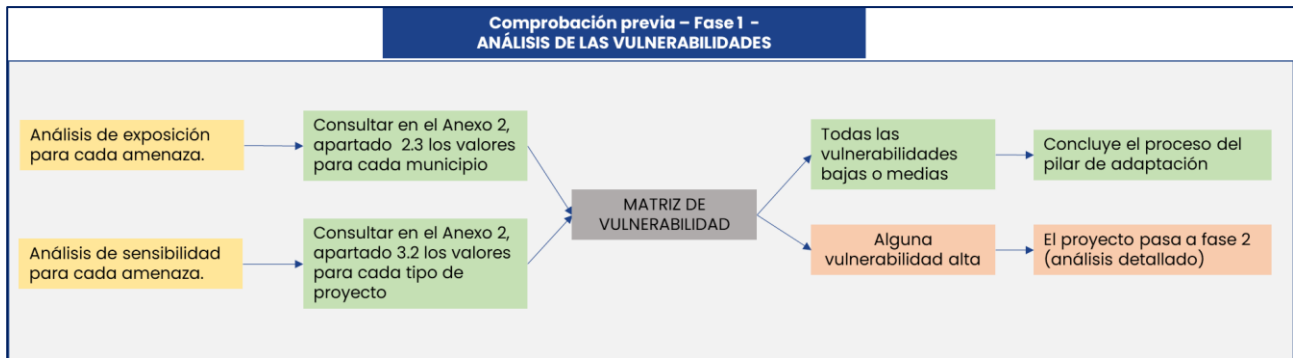 Comprobación previa – Fase 1 -
ANÁLISIS DE LAS VULNERABILIDADES
Análisis de exposición
para cada amenaza.
Consultar en el Anexo 2,
apartado 2.3 los valores
para cada municipio
Análisis de sensibilidad
para cada amenaza.
Consultar en el Anexo 2,
apartado 3.2 los valores
para cada tipo de
proyecto
MATRIZ DE
VULNERABILIDAD
Todas las
vulnerabilidades
bajas o medias
Concluye el proceso del
pilar de adaptación
Alguna
vulnerabilidad alta
El proyecto pasa a fase 2
(análisis detallado)